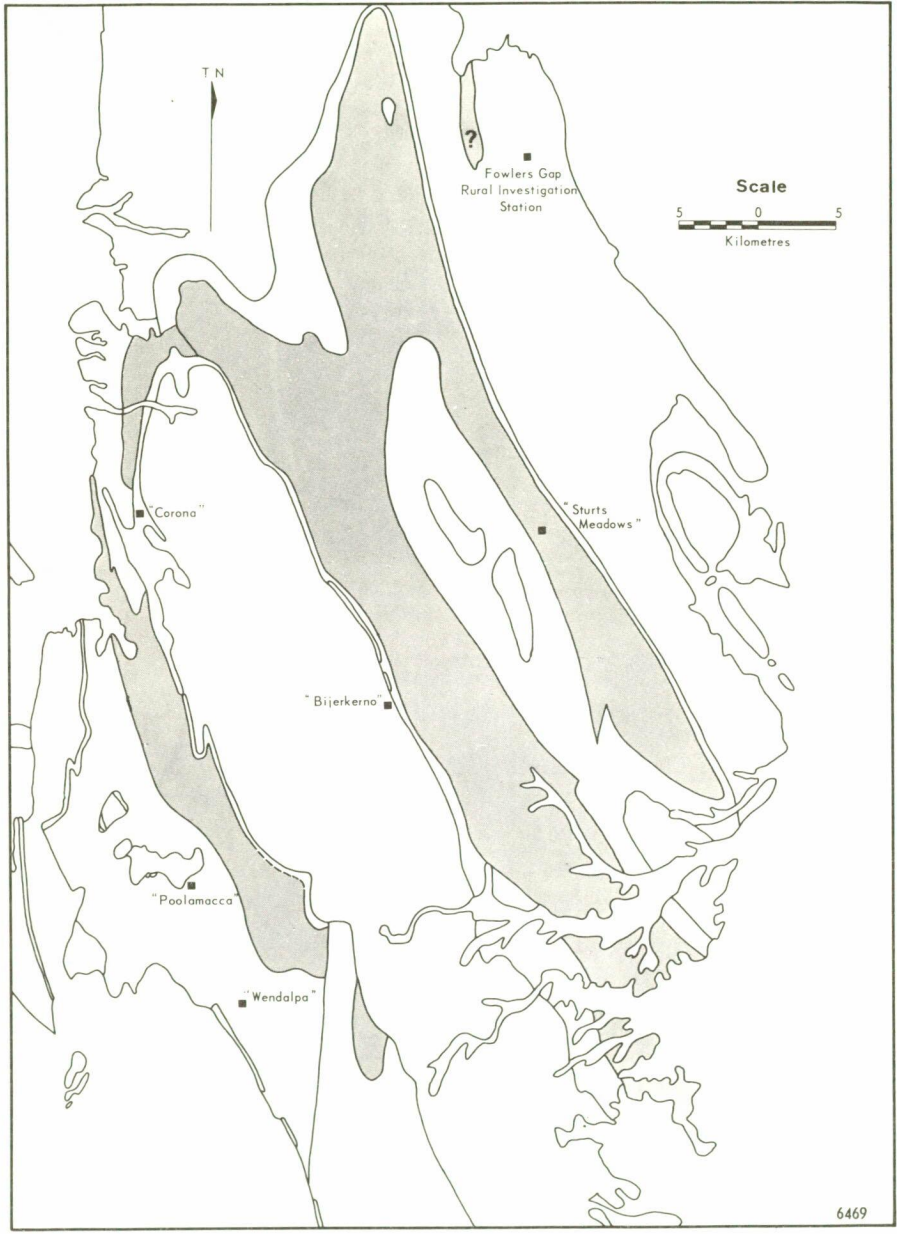 T N
?
Fowlers Gap
Rural Investigation
Station
Scale
5 0 5
Kilometres
"Corona"
"Sturts
Meadows"
"Bijerkerno"
"Poolamacca"
"Wendalpa"
6469